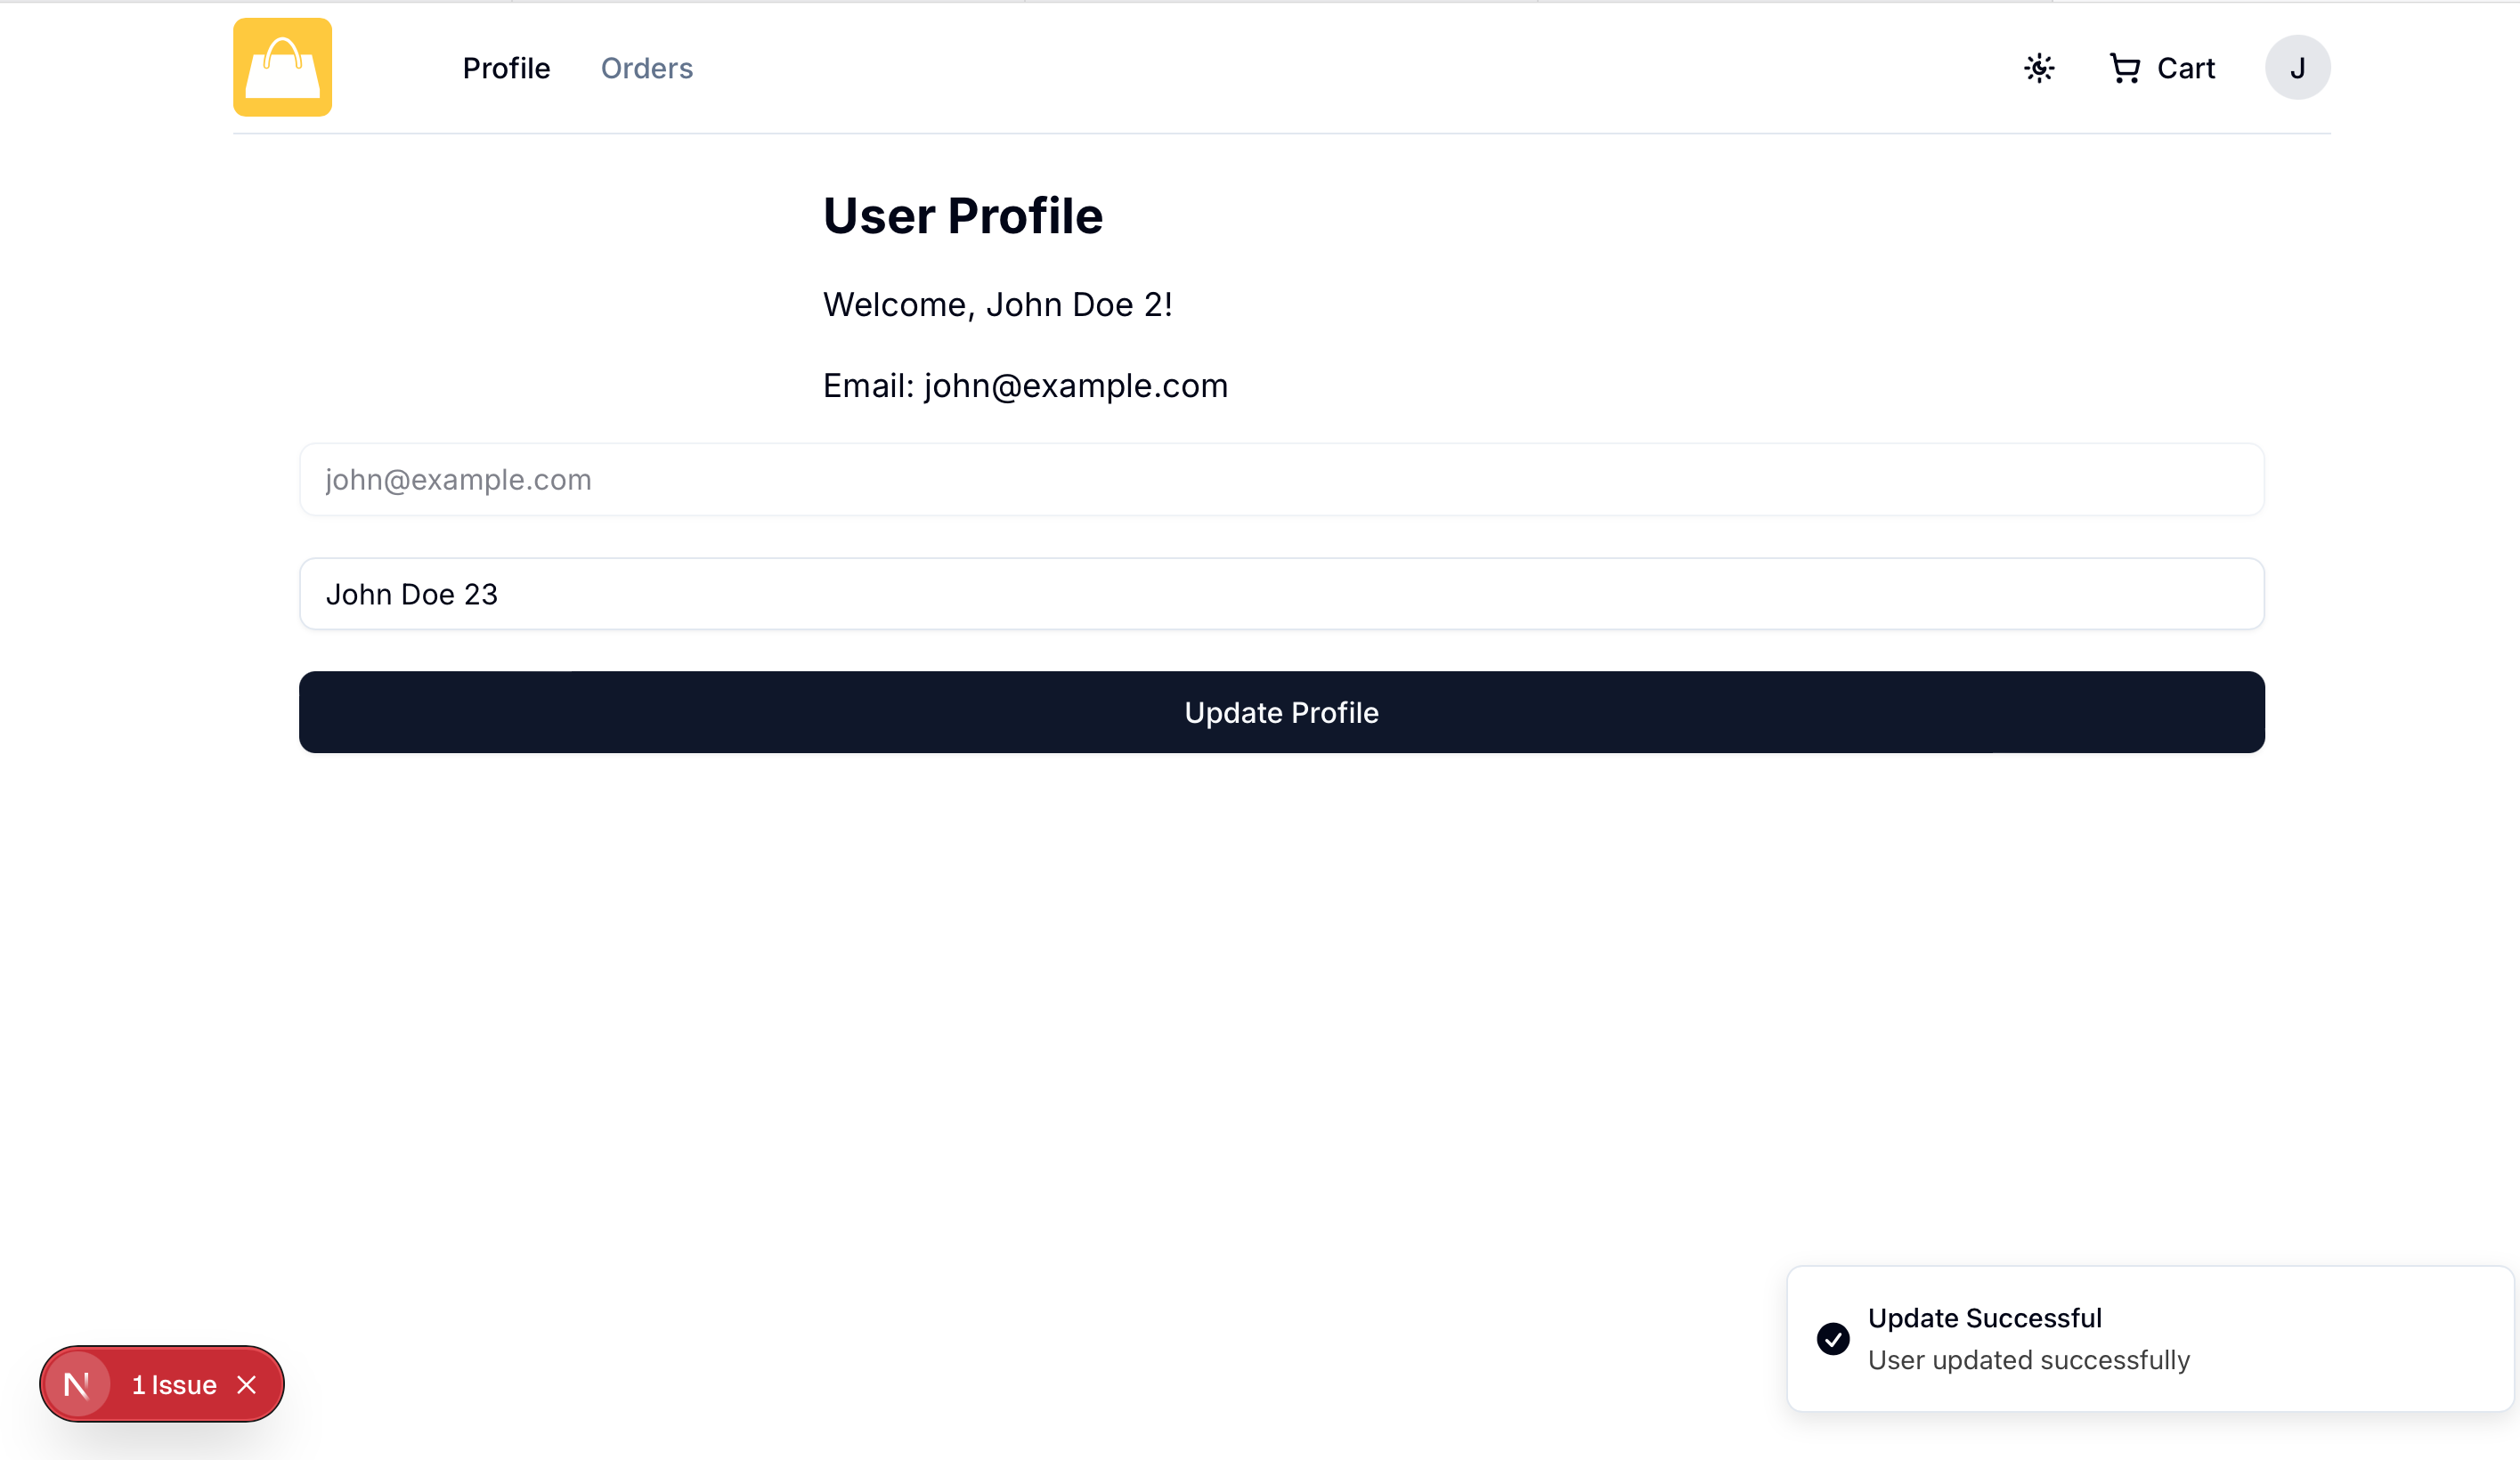 Profile Orders Cart J
User Profile
Welcome, John Doe 2!
Email: john@example.com
john@example.com
John Doe 23
Update Profile
Update Successful
User updated successfully
N 1 Issue